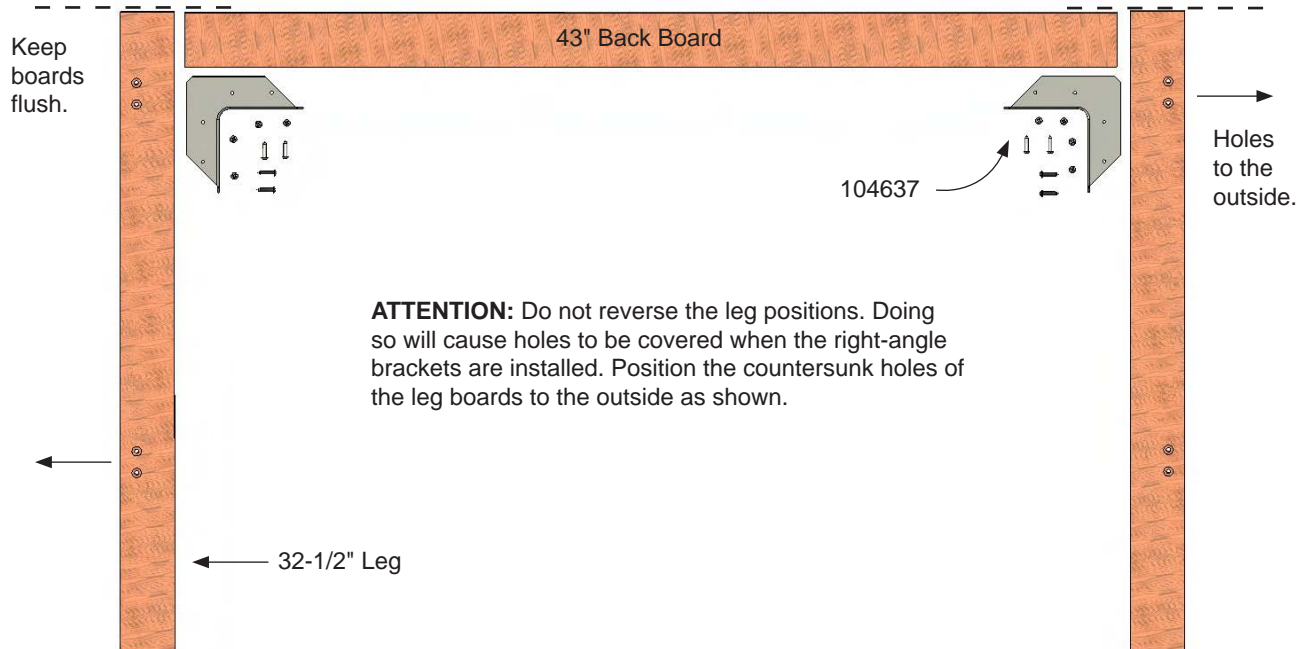 43" Back Board
Keep
boards
flush.
Holes
to the
outside.
104637
ATTENTION: Do not reverse the leg positions. Doing
so will cause holes to be covered when the right-angle
brackets are installed. Position the countersunk holes of
the leg boards to the outside as shown.
32-1/2" Leg